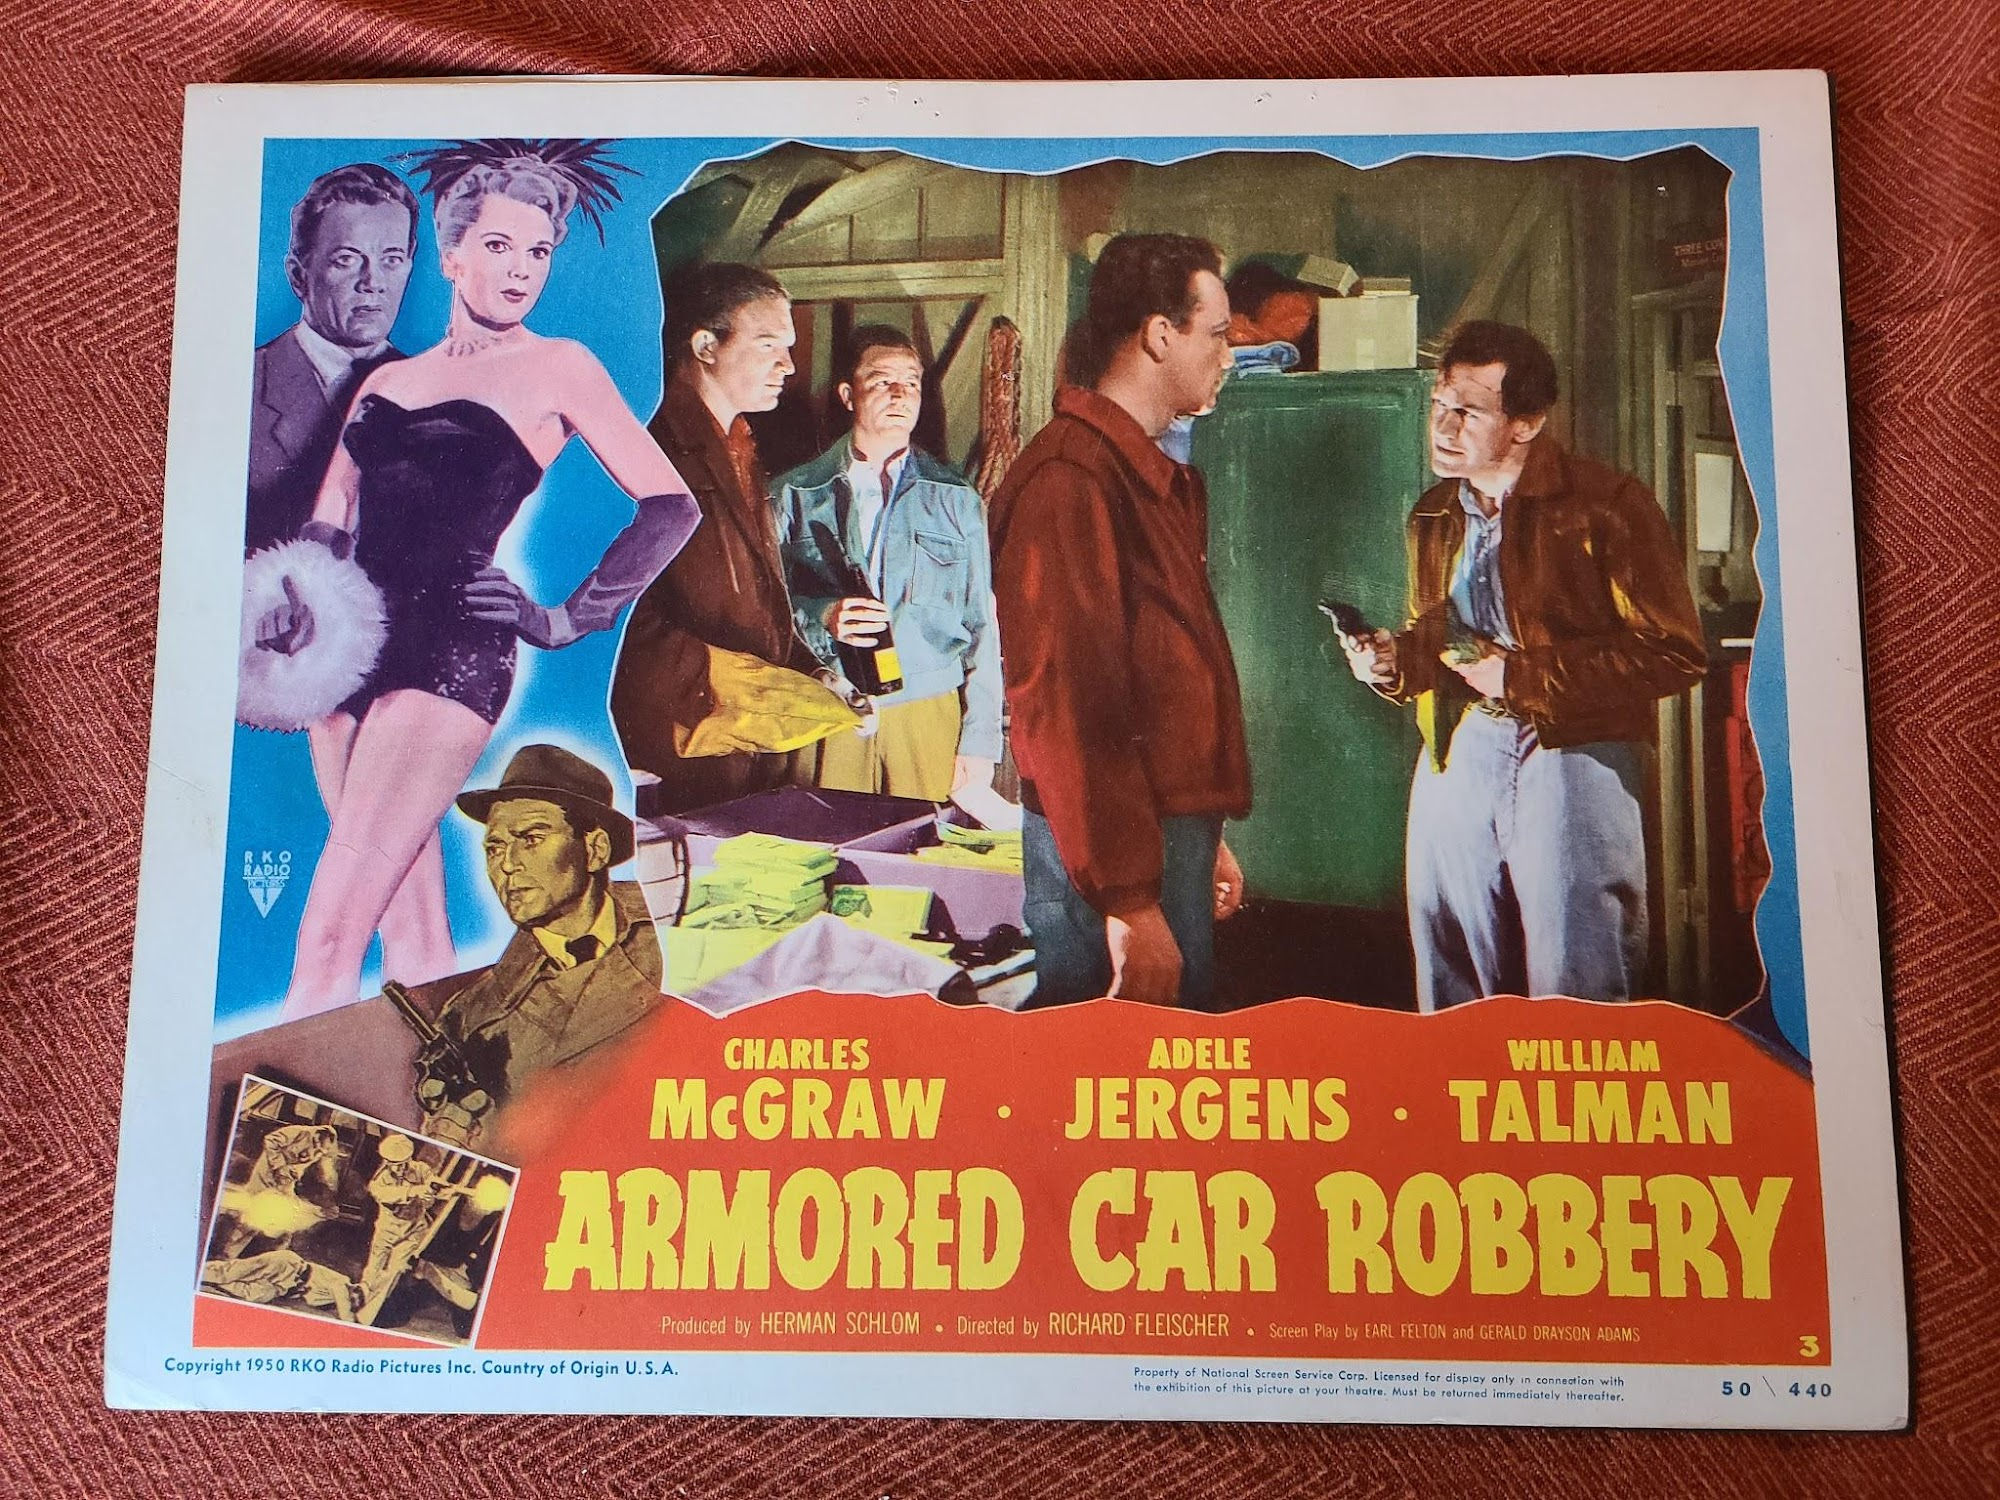 THREE COW
RKO
RADIO
PICTURES
CHARLES
McGRAW • ADELE
JERGENS • WILLIAM
TALMAN
ARMORED CAR ROBBERY
Produced by HERMAN SCHLOM • Directed by RICHARD FLEISCHER • Screen Play by EARL FELTON and GERALD DRAYSON ADAMS
3
Copyright 1950 RKO Radio Pictures Inc. Country of Origin U.S.A.
Property of National Screen Service Corp. Licensed for display only in connection with
the exhibition of this picture at your theatre. Must be returned immediately thereafter.
50 \ 440